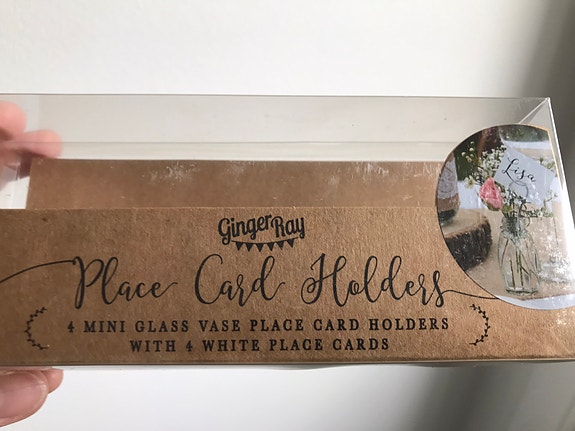 Lisa
Ginger Ray
Place Card Holders
4 MINI GLASS VASE PLACE CARD HOLDERS
WITH 4 WHITE PLACE CARDS